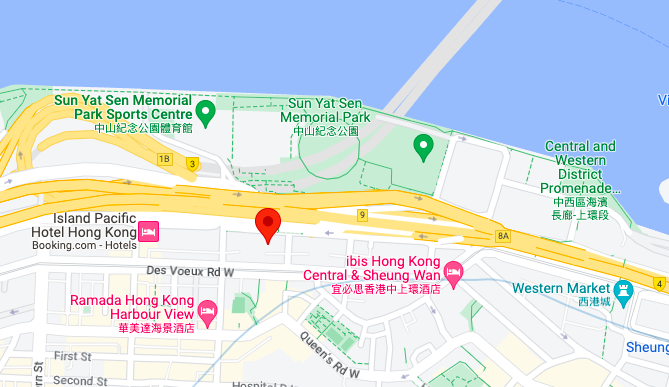 Sun Yat Sen Memorial
Park Sports Centre
中山紀念公園體育館
Sun Yat Sen
Memorial Park
中山紀念公園
Vi
1B
3
Central and
Western
District
Promenade...
中西區海濱
長廊-上環段
Island Pacific
Hotel Hong Kong
Booking.com - Hotels
9
8A
4
Des Voeux Rd W
ibis Hong Kong
Central & Sheung Wan
宜必思香港中上環酒店
Western Market
西港城
Ramada Hong Kong
Harbour View
華美達海景酒店
Sheung
Queen's Rd W
First St
Second St
Hospital
rn St